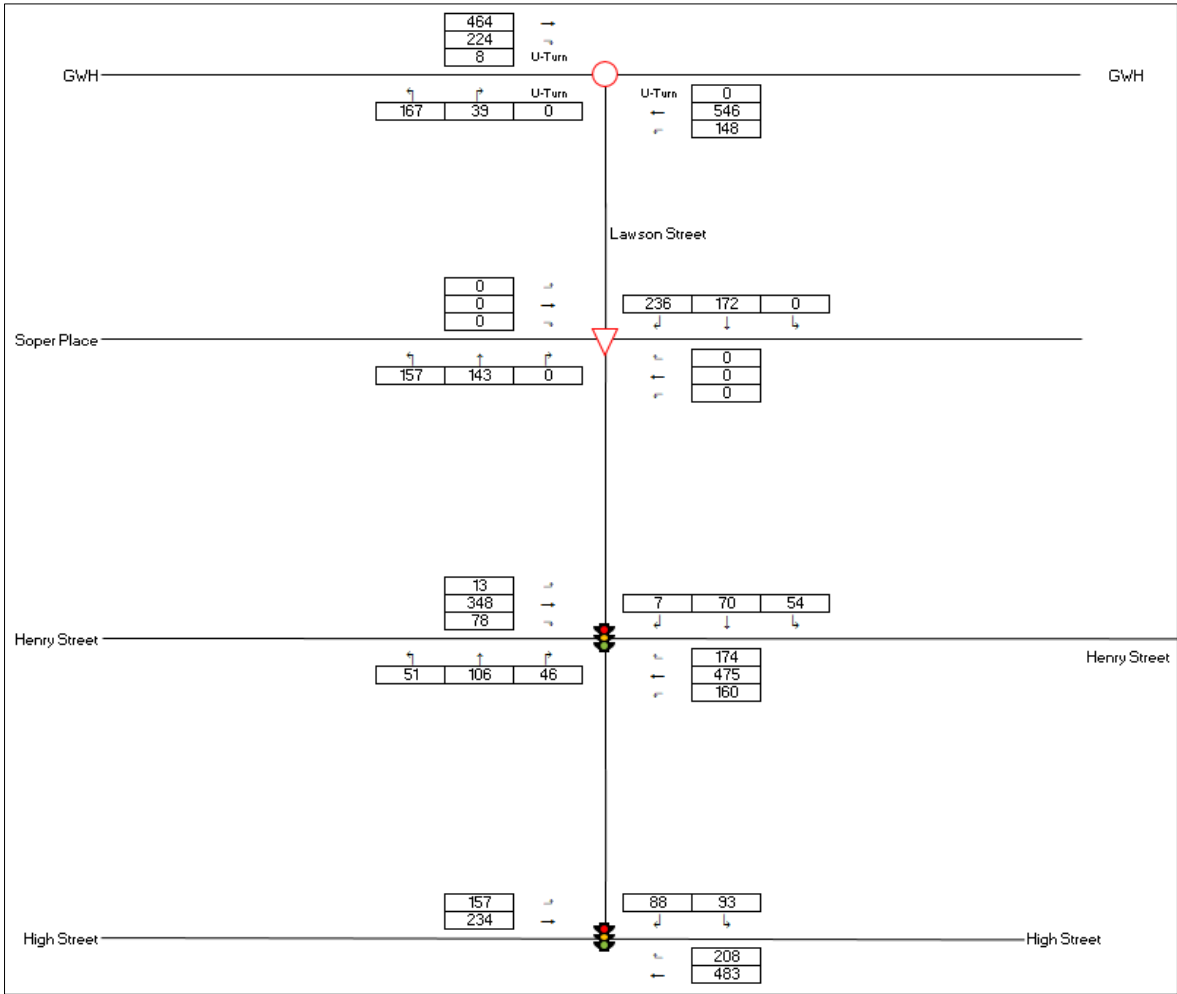 464
224
8 U-Turn
GWH GWH
U-Turn U-Turn 0
167 39 0 546
148
Lawson Street
0
0 236 172 0
0
Soper Place
0
157 143 0 0
0
13
348 7 70 54
78
Henry Street
174 Henry Street
51 106 46 475
160
157 88 93
234
High Street High Street
208
483